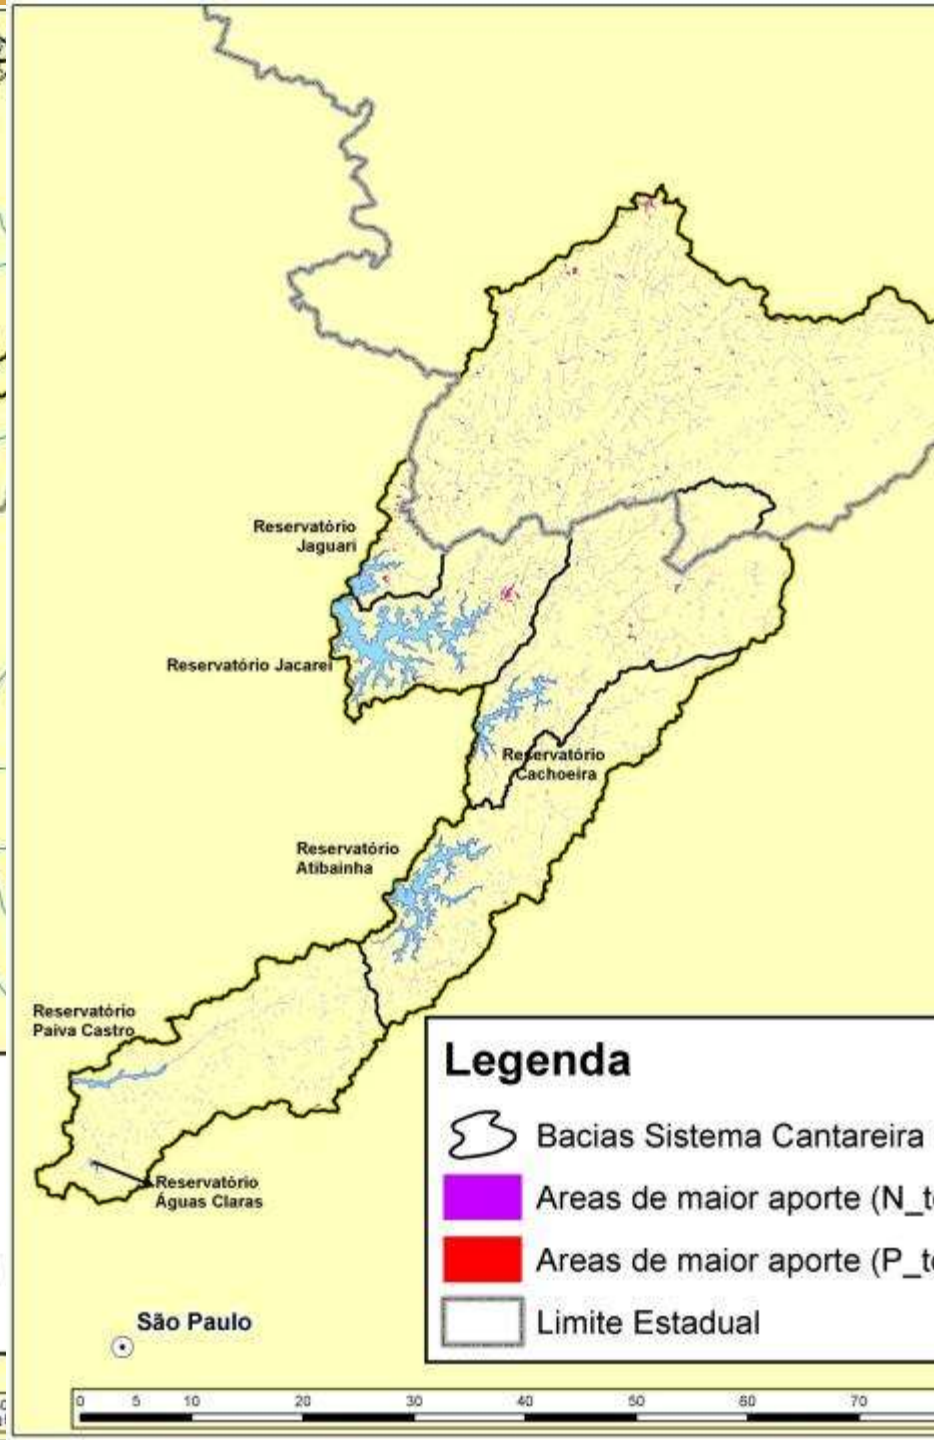 Reservatório
Jaguari
Reservatório Jacareí
Reservatório
Cachoeira
Reservatório
Atibainha
Reservatório
Paiva Castro
Reservatório
Águas Claras
São Paulo
Legenda
Bacias Sistema Cantareira
Areas de maior aporte (N_t
Areas de maior aporte (P_t
Limite Estadual
0 5 10 20 30 40 50 60 70